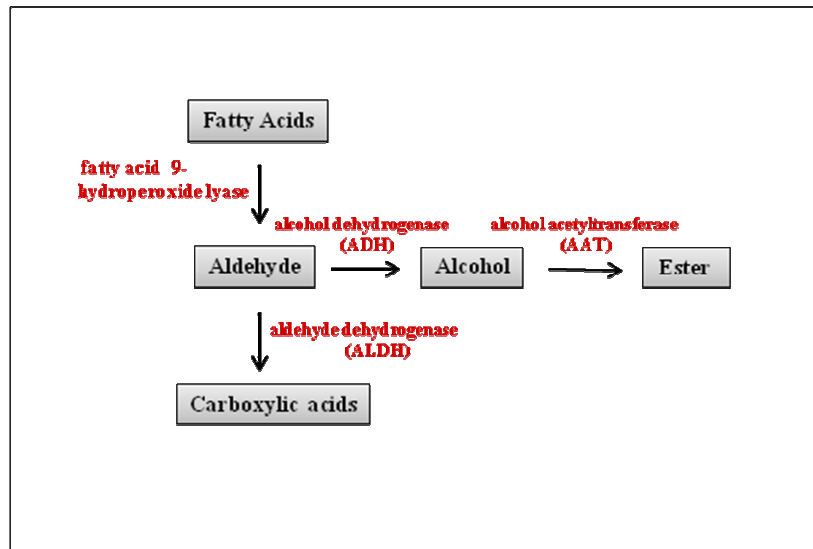 Fatty Acids
fatty acid 9-
hydroperoxide lyase
alcohol dehydrogenase
(ADH)
alcohol acetyltransferase
(AAT)
Aldehyde
Alcohol
Ester
aldehyde dehydrogenase
(ALDH)
Carboxylic acids